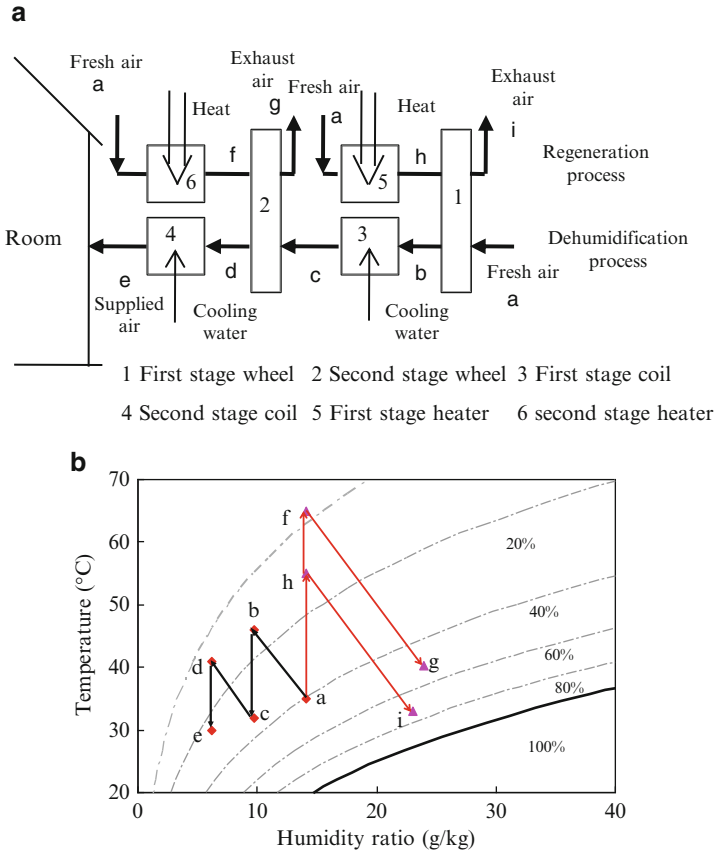 a
Fresh air
a
Heat
Exhaust
air
g
Fresh air
a
Heat
Exhaust
air
i
f
h
6
5
2
1
Regeneration
process
Room
4
3
Dehumidification
process
e
d
c
b
Fresh air
a
Supplied
air
Cooling
water
Cooling
water
1 First stage wheel 2 Second stage wheel 3 First stage coil
4 Second stage coil 5 First stage heater 6 second stage heater
b
70
60
50
40
30
20
Temperature (°C)
f
h
b
d
a
c
e
g
i
20%
40%
60%
80%
100%
0 10 20 30 40
Humidity ratio (g/kg)